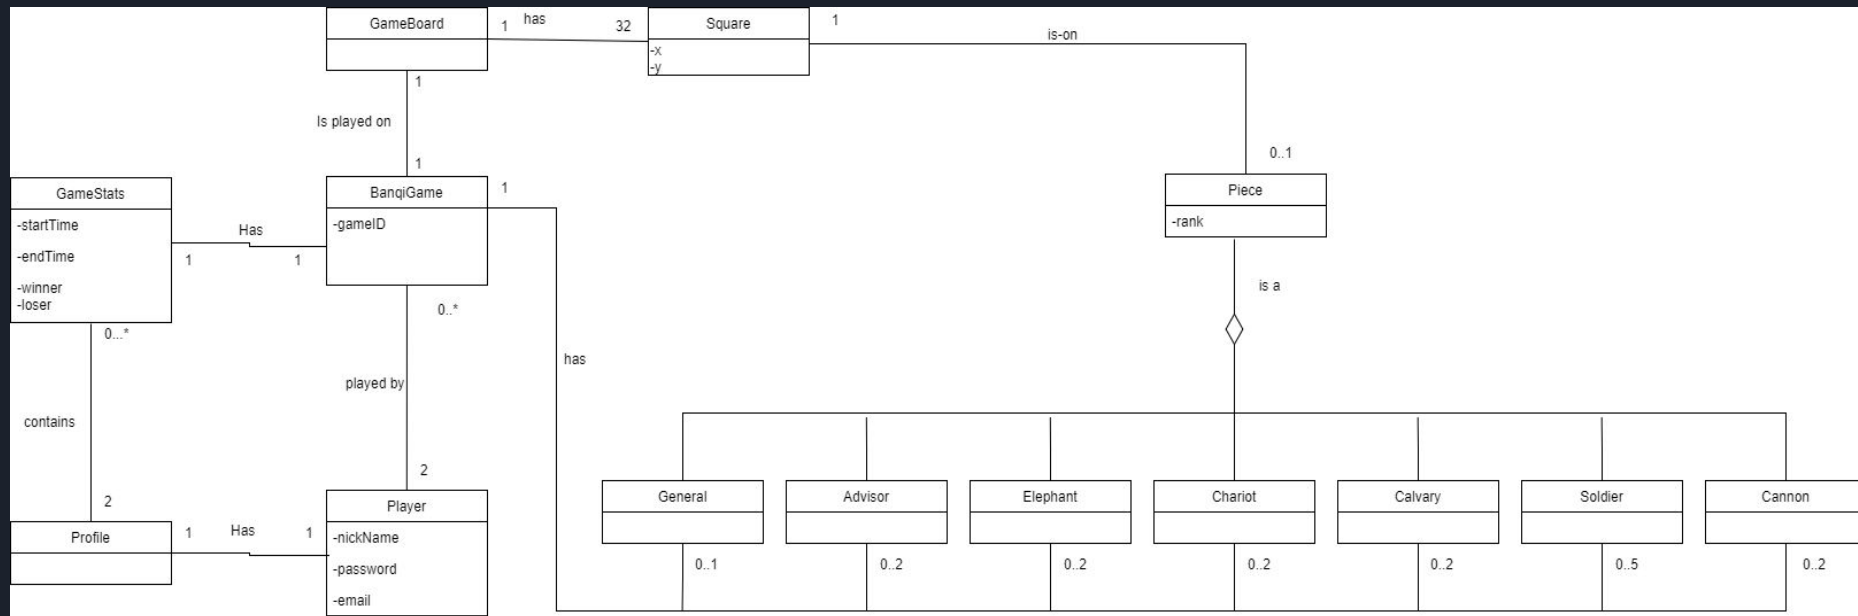 GameBoard
1
has
32
Square
-x
-y
1
is-on
1
Is played on
1
0..1
GameStats
-startTime
-endTime
-winner
-loser
Has
1
1
BanqiGame
-gameID
1
Piece
-rank
is a
0...*
0..*
has
played by
contains
2
2
Profile
1
Has
1
Player
-nickName
-password
-email
General
Advisor
Elephant
Chariot
Calvary
Soldier
Cannon
0..1
0..2
0..2
0..2
0..2
0..5
0..2